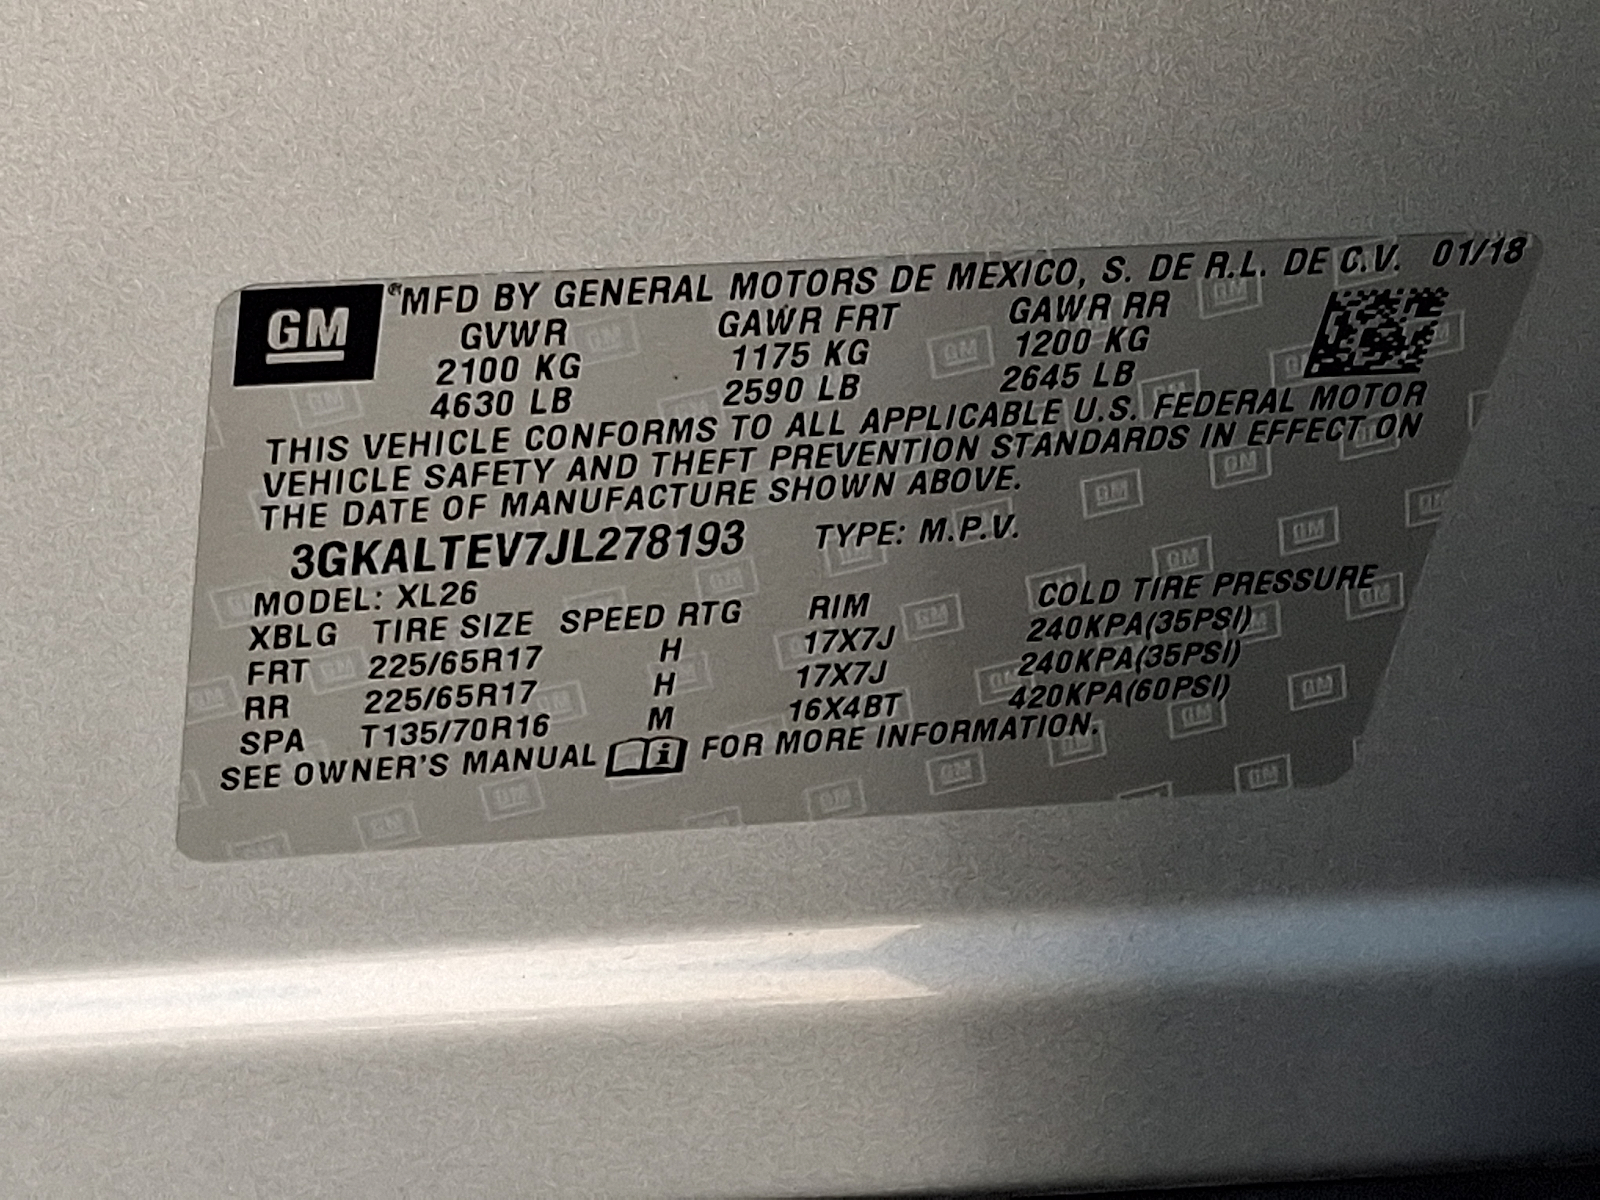 GM ®MFD BY GENERAL MOTORS DE MEXICO, S. DE R.L. DE C.V. 01/18
GVWR GAWR FRT GAWR RR
2100 KG 1175 KG 1200 KG
4630 LB 2590 LB 2645 LB
THIS VEHICLE CONFORMS TO ALL APPLICABLE U.S. FEDERAL MOTOR
VEHICLE SAFETY AND THEFT PREVENTION STANDARDS IN EFFECT ON
THE DATE OF MANUFACTURE SHOWN ABOVE.
3GKALTEV7JL278193 TYPE: M.P.V.
MODEL: XL26
XBLG TIRE SIZE SPEED RTG RIM COLD TIRE PRESSURE
FRT 225/65R17 H 17X7J 240KPA(35PSI)
RR 225/65R17 H 17X7J 240KPA(35PSI)
SPA T135/70R16 M 16X4BT 420KPA(60PSI)
SEE OWNER'S MANUAL i FOR MORE INFORMATION.